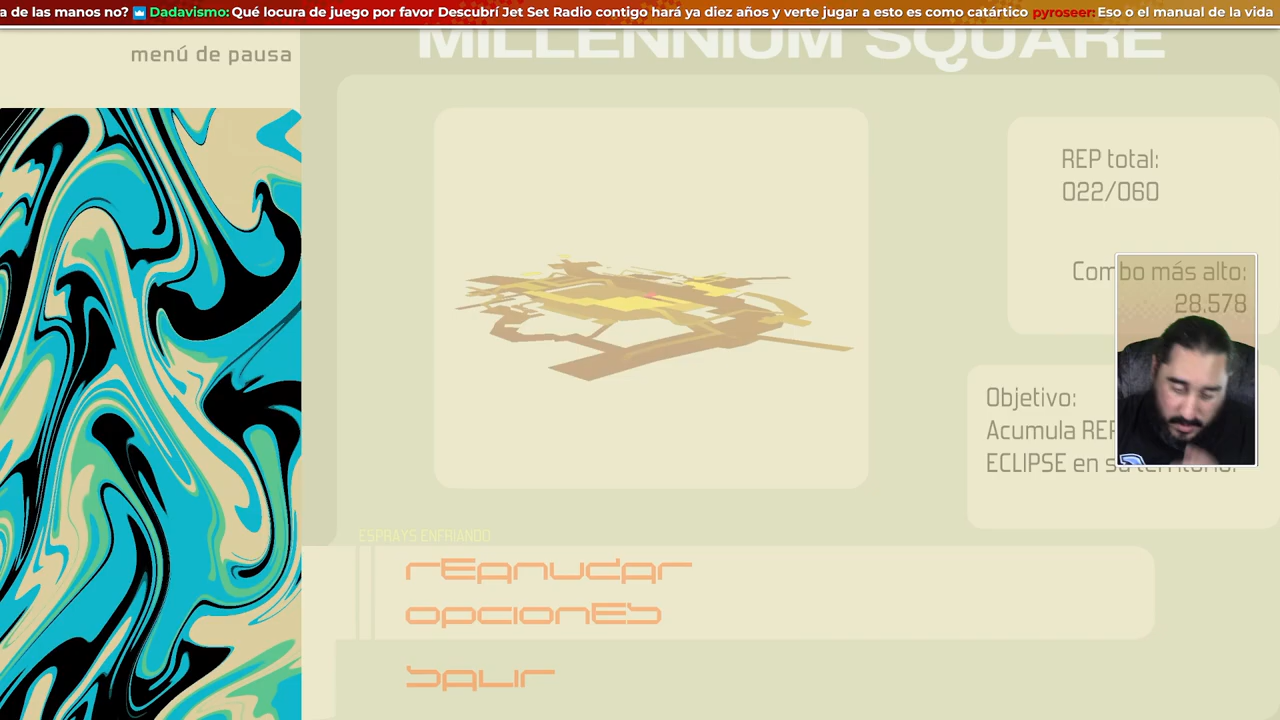 a de las manos no? Dadavismo: Qué locura de juego por favor Descubrí Jet Set Radio contigo hará ya diez años y verte jugar a esto es como catártico pyroseer: Eso o el manual de la vida
menú de pausa
MILLENNIUM SQUARE
REP total:
022/060
Combo más alto:
28.578
Objetivo:
Acumula REP
ECLIPSE en su territorio.
ESPRAYS ENFRIANDO
reanudar
opciones
salir